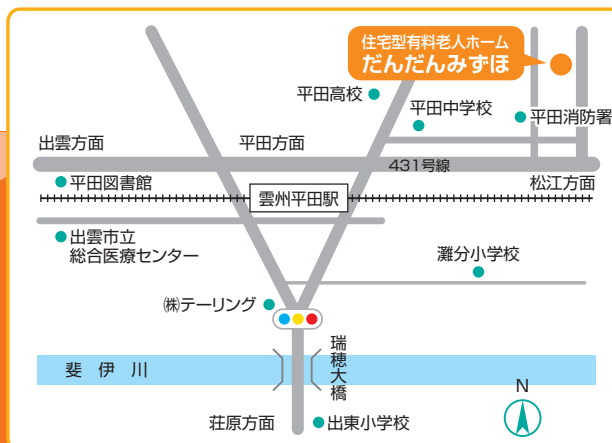 住宅型有料老人ホーム
だんだんみずほ
平田高校
平田中学校
平田消防署
出雲方面
平田方面
431号線
松江方面
平田図書館
雲州平田駅
出雲市立
総合医療センター
灘分小学校
㈱テーリング
斐伊川
瑞穂大橋
N
荘原方面
出東小学校